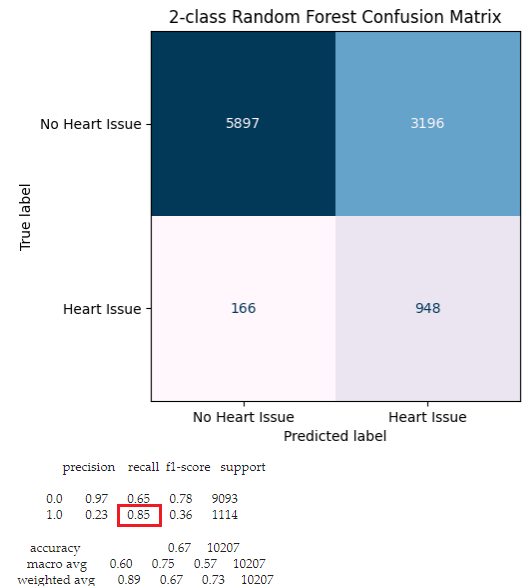 2-class Random Forest Confusion Matrix
No Heart Issue 5897 3196
True label
Heart Issue 166 948
No Heart Issue Heart Issue
Predicted label
precision recall f1-score support
0.0 0.97 0.65 0.78 9093
1.0 0.23 0.85 0.36 1114
accuracy 0.67 10207
macro avg 0.60 0.75 0.57 10207
weighted avg 0.89 0.67 0.73 10207